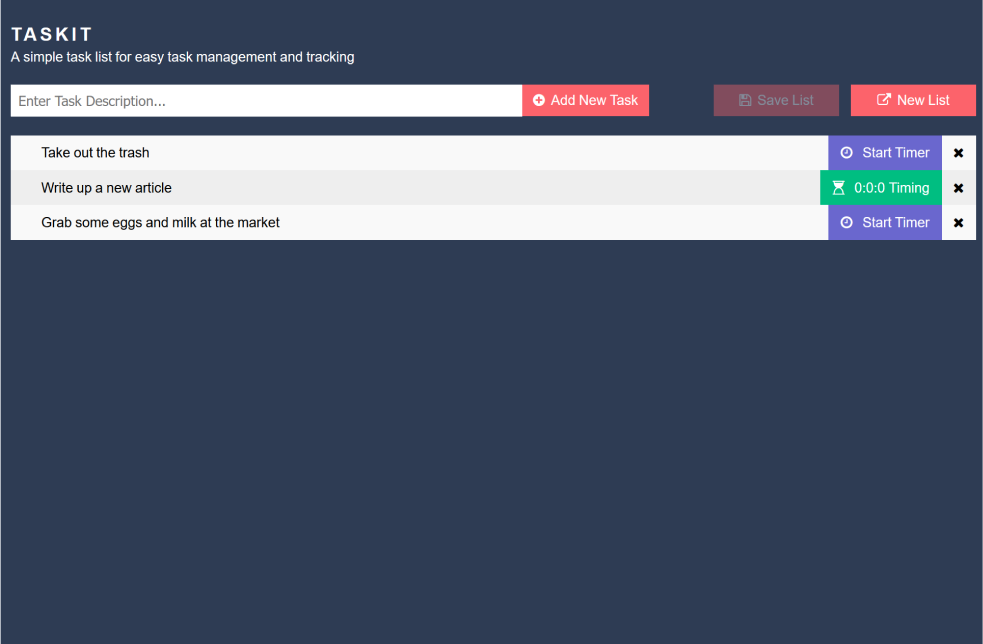 TASKIT
A simple task list for easy task management and tracking
Enter Task Description... Add New Task Save List New List
Take out the trash Start Timer
Write up a new article 0:0:0 Timing
Grab some eggs and milk at the market Start Timer